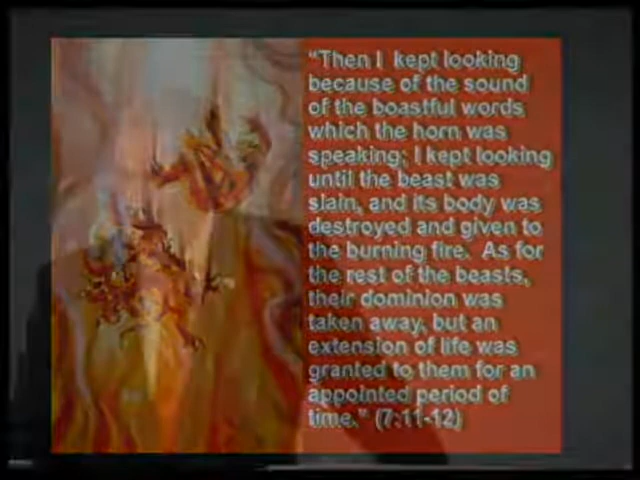 “Then I kept looking
because of the sound
of the boastful words
which the horn was
speaking; I kept looking
until the beast was
slain, and its body was
destroyed and given to
the burning fire. As for
the rest of the beasts,
their dominion was
taken away, but an
extension of life was
granted to them for an
appointed period of
time.” (7:11-12)